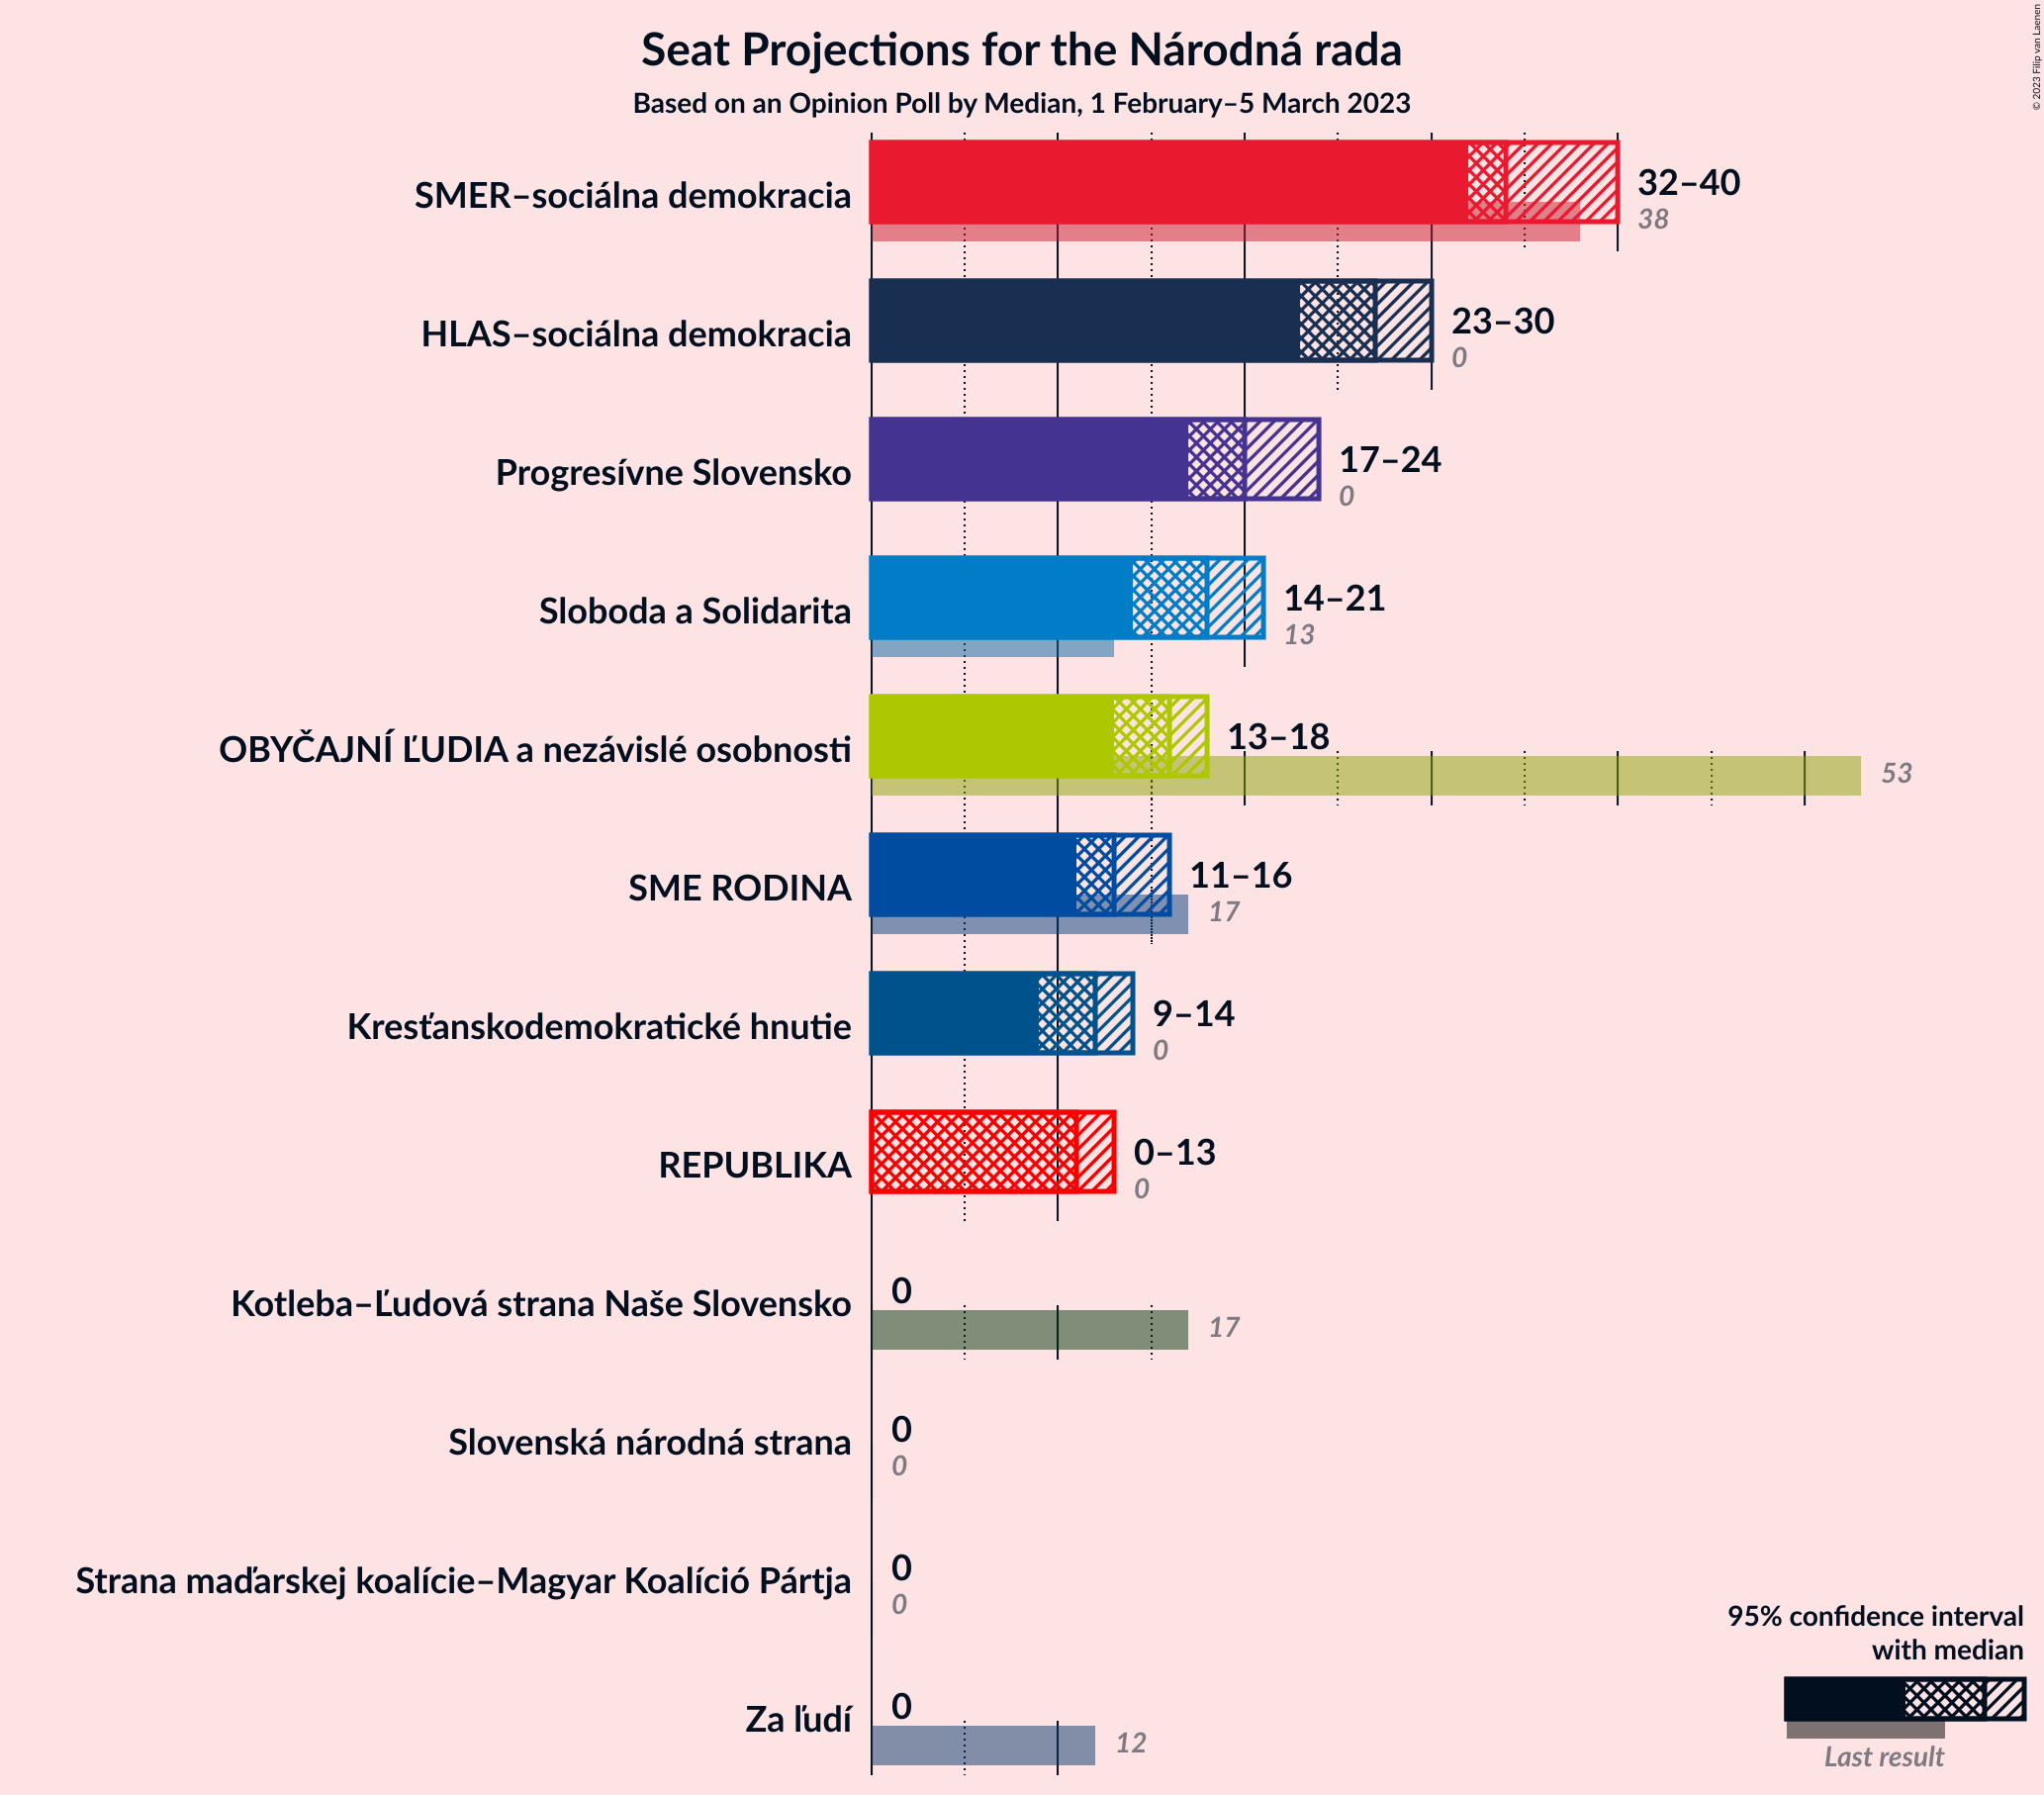 Seat Projections for the Národná rada
Based on an Opinion Poll by Median, 1 February–5 March 2023
© 2023 Filip van Laenen
SMER–sociálna demokracia
32–40
38
HLAS–sociálna demokracia
23–30
0
Progresívne Slovensko
17–24
0
Sloboda a Solidarita
14–21
13
OBYČAJNÍ ĽUDIA a nezávislé osobnosti
13–18
53
SME RODINA
11–16
17
Kresťanskodemokratické hnutie
9–14
0
REPUBLIKA
0–13
0
Kotleba–Ľudová strana Naše Slovensko
0
17
Slovenská národná strana
0
0
Strana maďarskej koalície–Magyar Koalíció Pártja
0
0
Za ľudí
0
12
95% confidence interval
with median
Last result